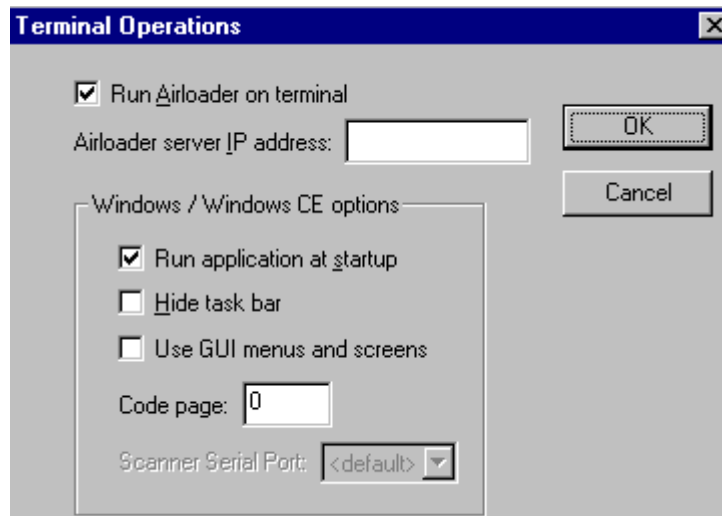 Terminal Operations
Run Airloader on terminal
Airloader server IP address:
OK
Cancel
Windows / Windows CE options
Run application at startup
Hide task bar
Use GUI menus and screens
Code page: 0
Scanner Serial Port: <default>